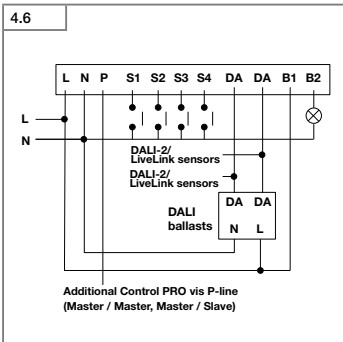 4.6
L N P S1 S2 S3 S4 DA DA B1 B2
L
N
DALI-2/
LiveLink sensors
DALI-2/
LiveLink sensors
DALI
ballasts
DA DA
N L
Additional Control PRO vis P-line
(Master / Master, Master / Slave)